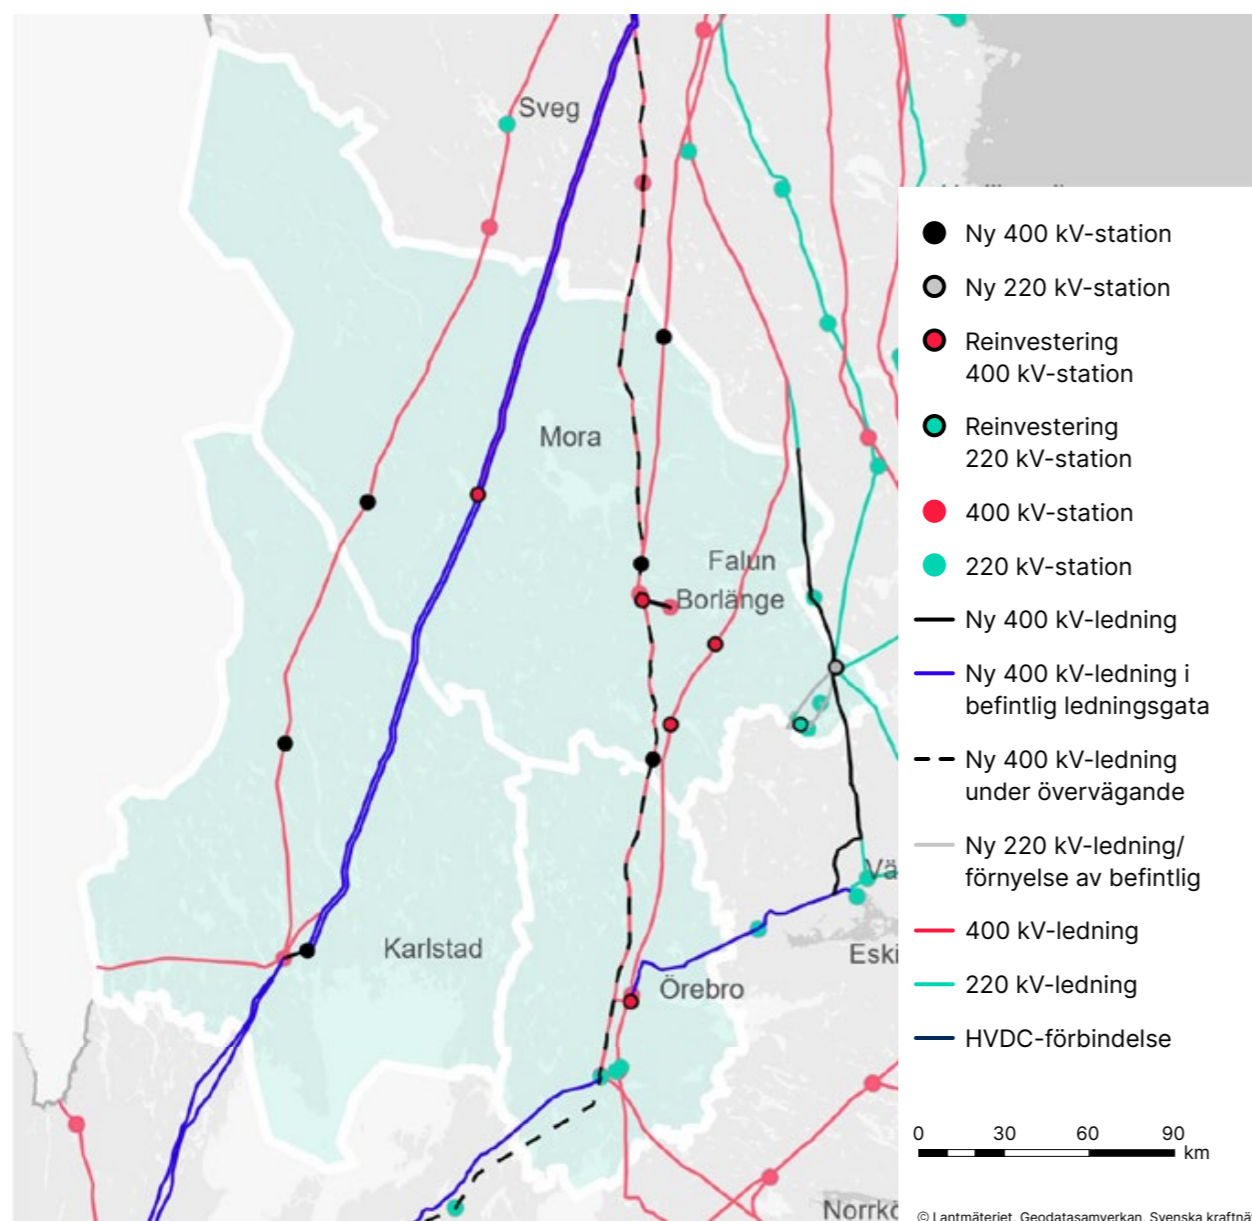 Sveg
Mora
Falun
Borlänge
Karlstad
Örebro
Vä
Eski
Norrkö
Ny 400 kV-station
Ny 220 kV-station
Reinvestering
400 kV-station
Reinvestering
220 kV-station
400 kV-station
220 kV-station
Ny 400 kV-ledning
Ny 400 kV-ledning i
befintlig ledningsgata
Ny 400 kV-ledning
under övervägande
Ny 220 kV-ledning/
förnyelse av befintlig
400 kV-ledning
220 kV-ledning
HVDC-förbindelse
0 30 60 90
km
© Lantmäteriet, Geodatasamverkan, Svenska kraftnä